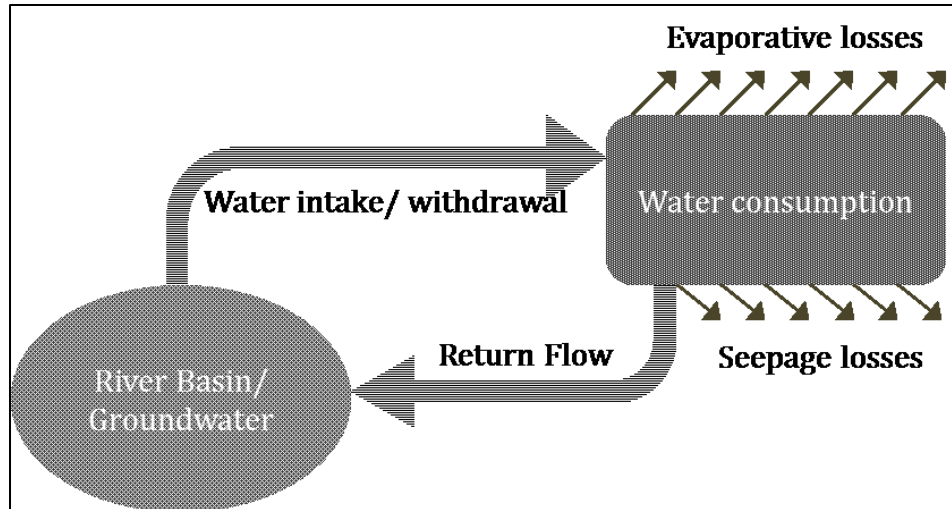 Evaporative losses
Water intake/ withdrawal
Water consumption
Return Flow
Seepage losses
River Basin/
Groundwater